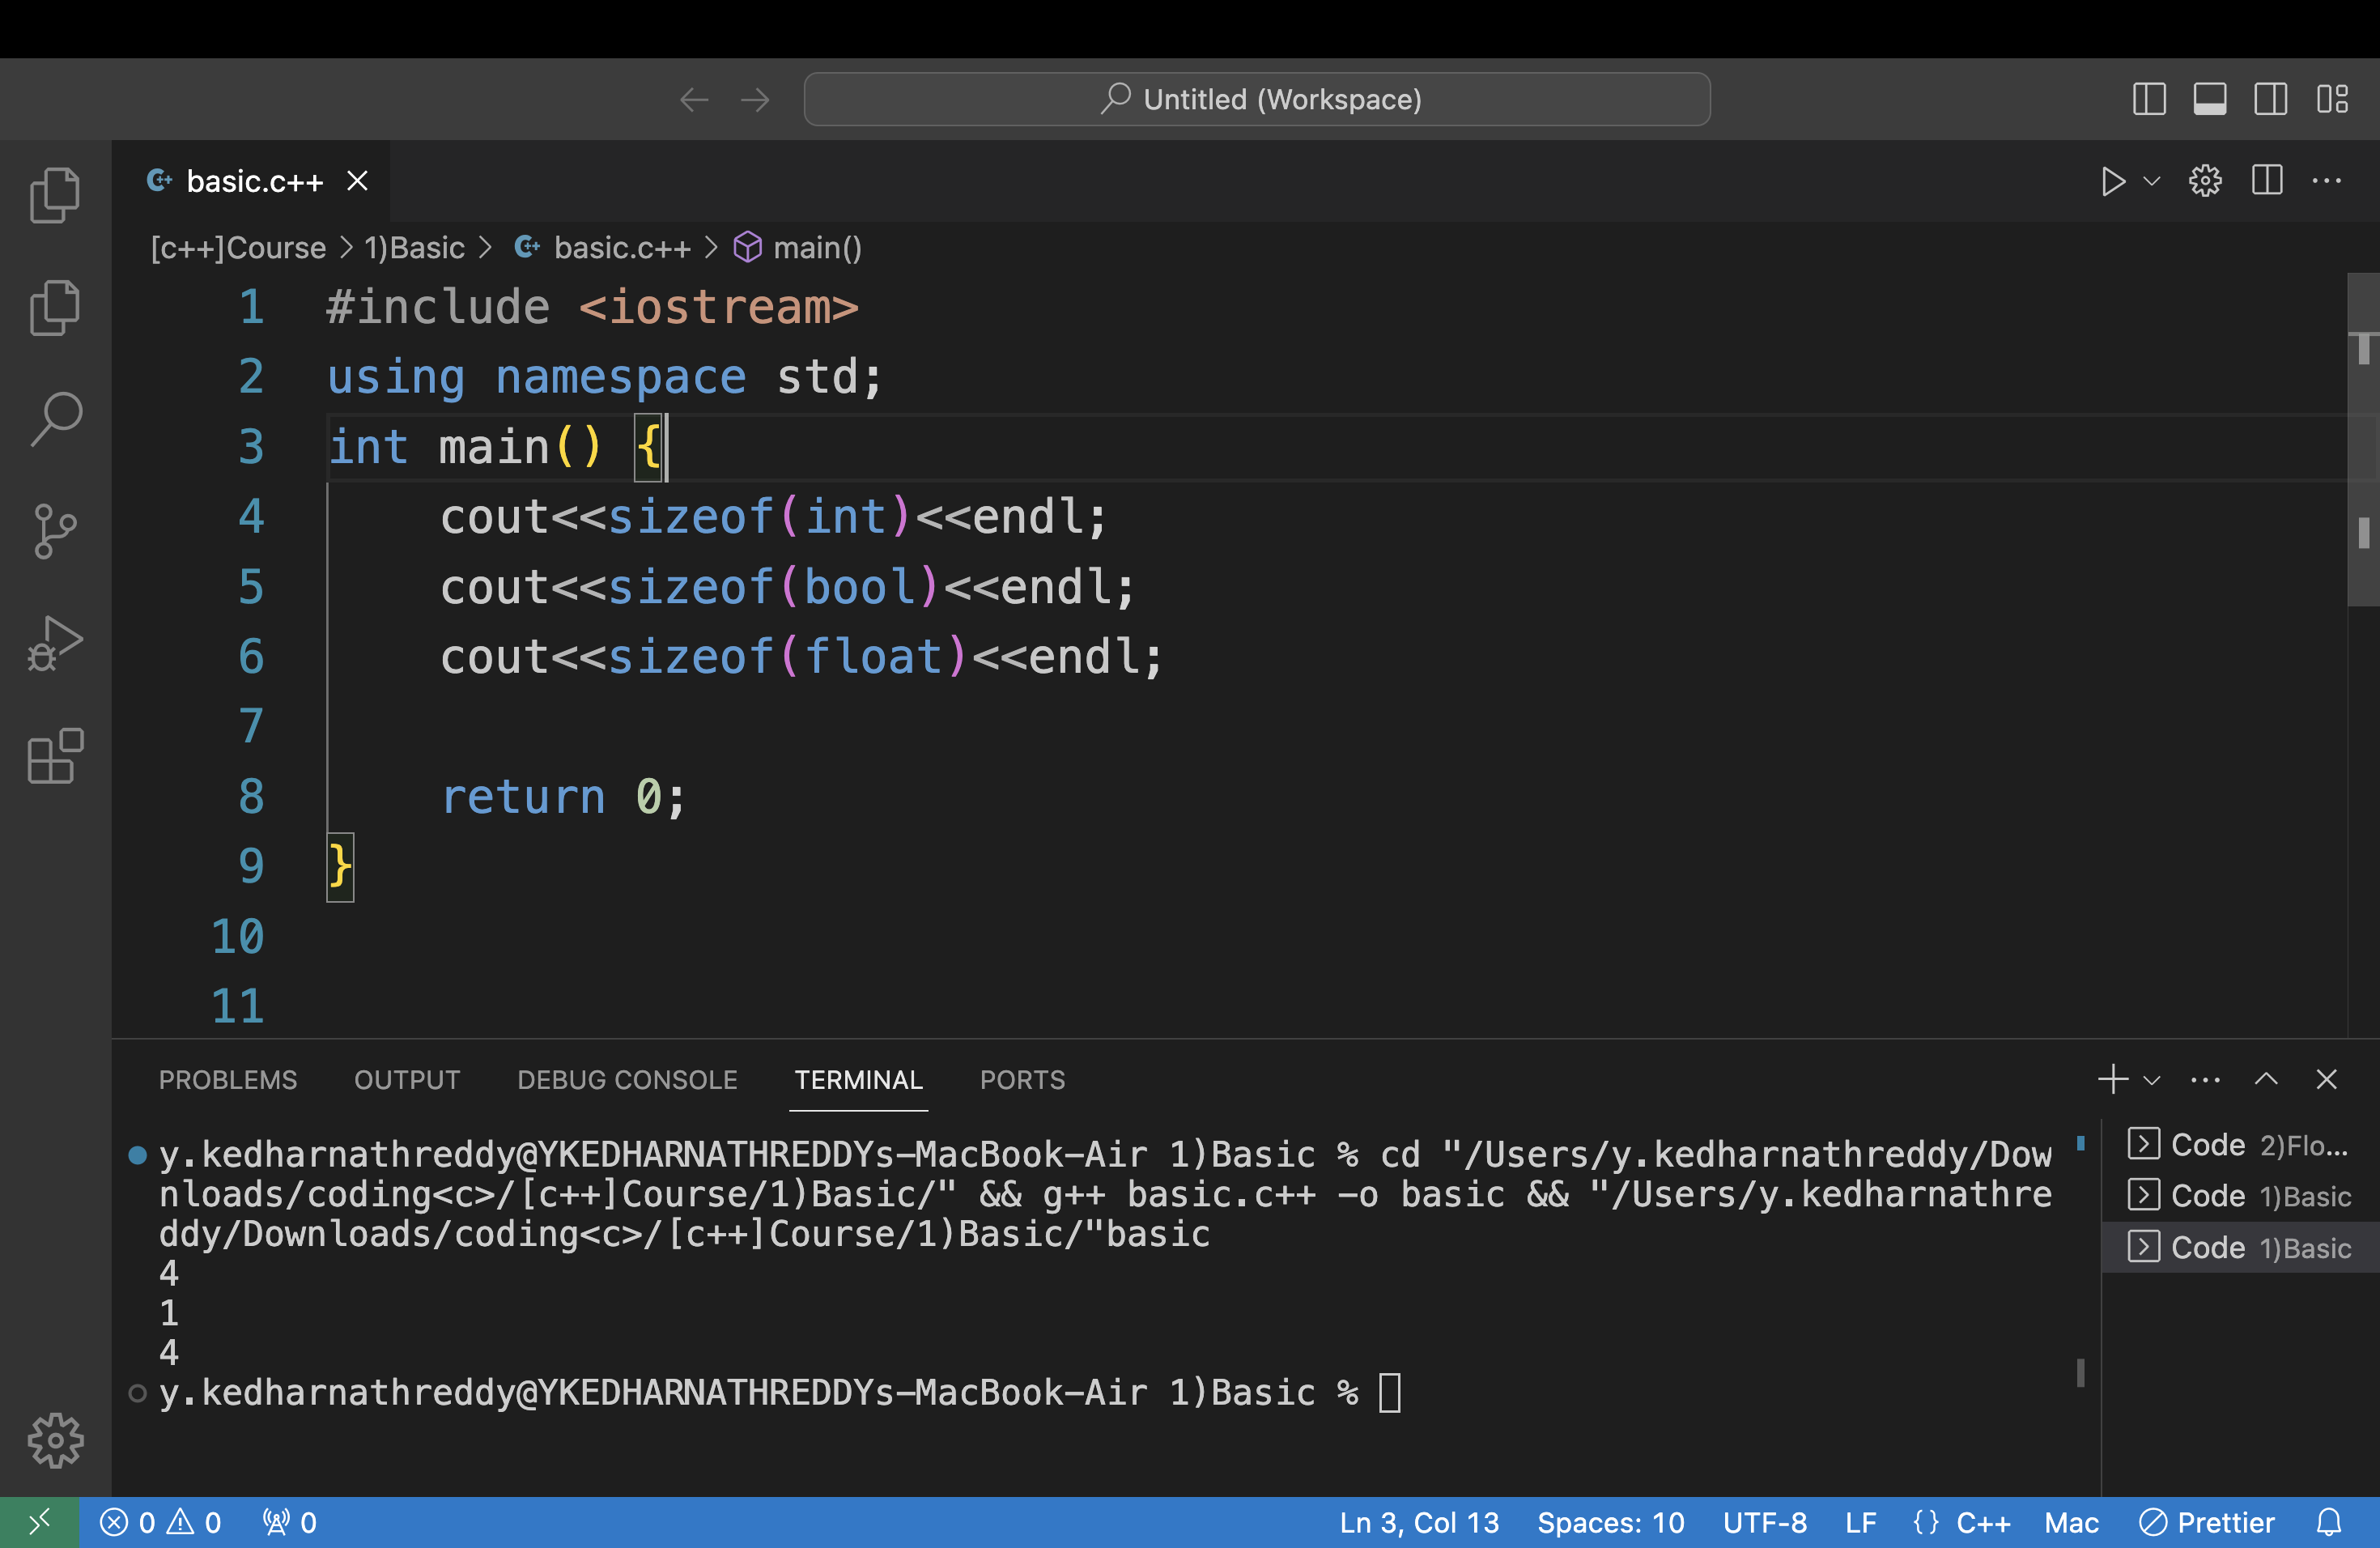 Untitled (Workspace)
basic.c++
[c++]Course > 1)Basic > basic.c++ > main()
1 #include <iostream>
2 using namespace std;
3 int main() {
4 cout<<sizeof(int)<<endl;
5 cout<<sizeof(bool)<<endl;
6 cout<<sizeof(float)<<endl;
7
8 return 0;
9 }
10
11
PROBLEMS OUTPUT DEBUG CONSOLE TERMINAL PORTS
y.kedharnathreddy@YKEDHARNATHREDDYs-MacBook-Air 1)Basic % cd "/Users/y.kedharnathreddy/Dow
nloads/coding<c>/[c++]Course/1)Basic/" && g++ basic.c++ -o basic && "/Users/y.kedharnathre
ddy/Downloads/coding<c>/[c++]Course/1)Basic/"basic
4
1
4
y.kedharnathreddy@YKEDHARNATHREDDYs-MacBook-Air 1)Basic %
Code 2)Flo...
Code 1)Basic
Code 1)Basic
0 0 0 Ln 3, Col 13 Spaces: 10 UTF-8 LF {} C++ Mac Prettier